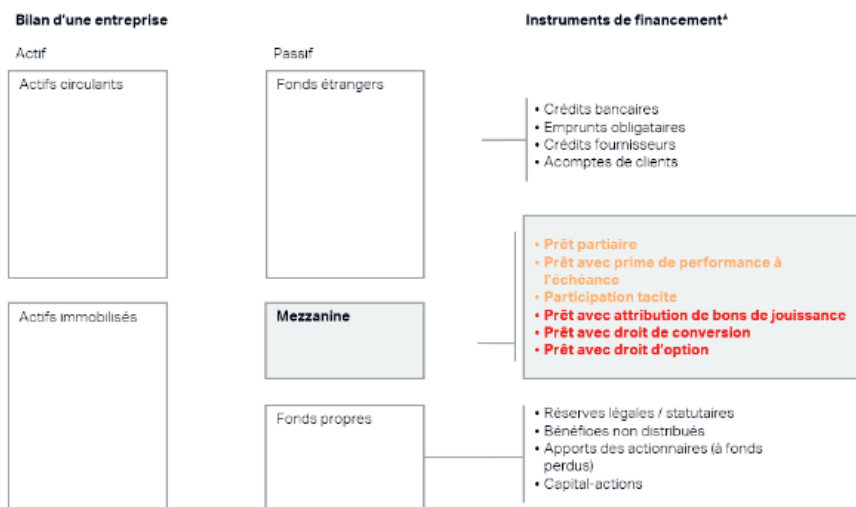 Bilan d'une entreprise
Instruments de financement*
Actif
Passif
Actifs circulants
Fonds étrangers
• Crédits bancaires
• Emprunts obligataires
• Crédits fournisseurs
• Acomptes de clients
• Prêt partiaire
• Prêt avec prime de performance à
l'échéance
• Participation tacite
• Prêt avec attribution de bons de jouissance
• Prêt avec droit de conversion
• Prêt avec droit d'option
Actifs immobilisés
Mezzanine
Fonds propres
• Réserves légales / statutaires
• Bénéfices non distribués
• Apports des actionnaires (à fonds
perdus)
• Capital-actions